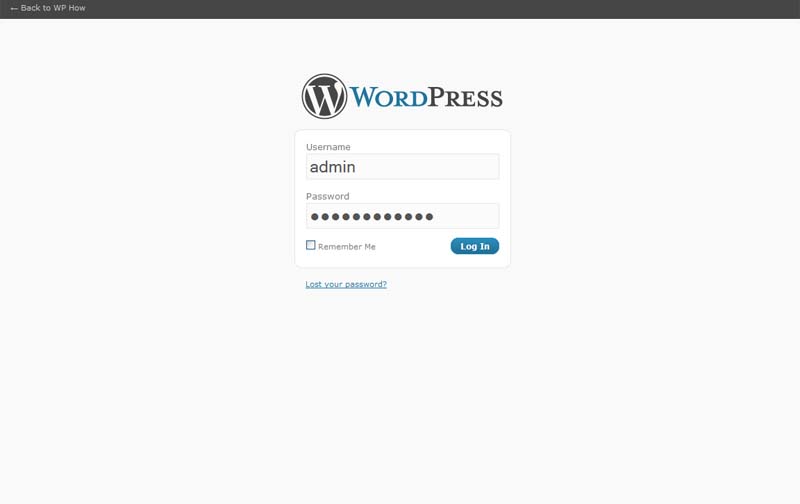 ← Back to WP How
WORDPRESS
Username
admin
Password
●●●●●●●●●●●●
Remember Me
Log In
Lost your password?